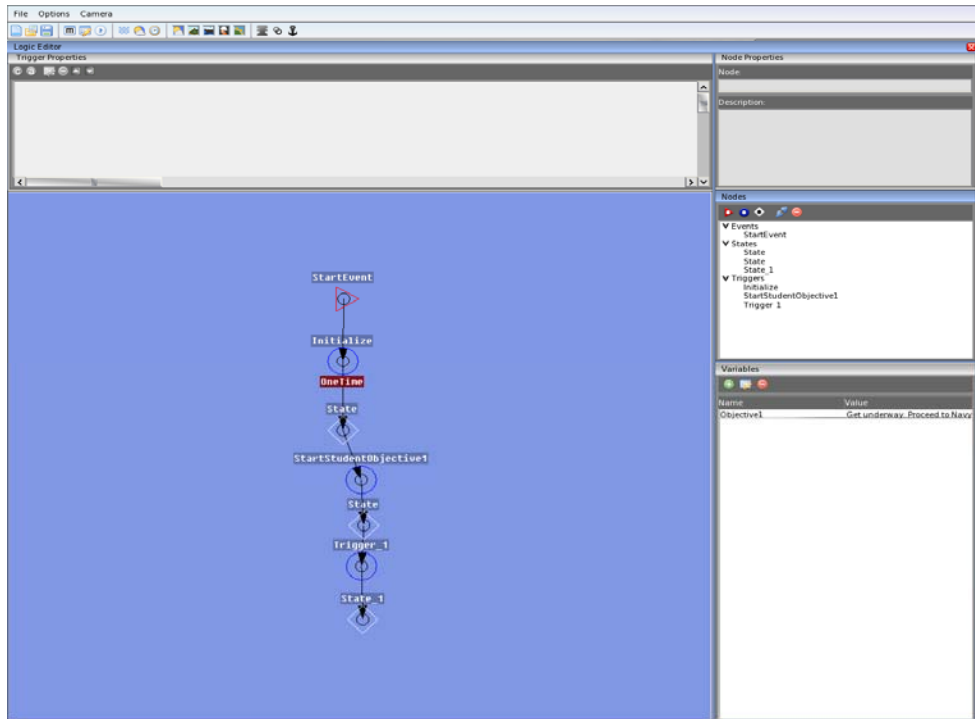 File Options Camera
Logic Editor
Trigger Properties
Node Properties
Node:
Description:
Nodes
Events
StartEvent
States
State
State
State_1
Triggers
Initialize
StartStudentObjective1
Trigger_1
StartEvent
Initialize
OneTime
State
StartStudentObjective1
State
Trigger_1
State_1
Variables
Name Value
Objective1 Get underway. Proceed to Navy